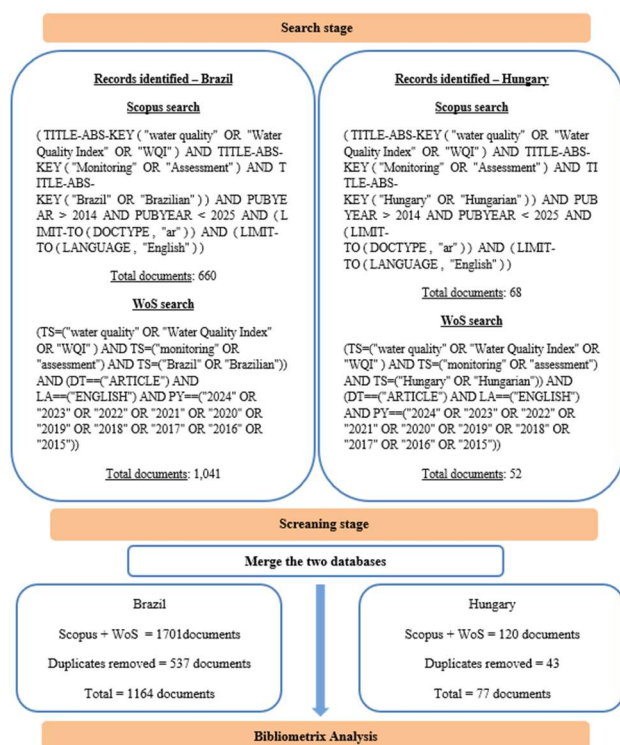 Search stage
Records identified – Brazil
Scopus search
( TITLE-ABS-KEY ( "water quality" OR "Water
Quality Index" OR "WQI" ) AND TITLE-ABS-
KEY ( "Monitoring" OR "Assessment" ) AND T
ITLE-ABS-
KEY ( "Brazil" OR "Brazilian" ) ) AND PUBYE
AR > 2014 AND PUBYEAR < 2025 AND ( L
IMIT-TO ( DOCTYPE , "ar" ) ) AND ( LIMIT-
TO ( LANGUAGE , "English" ) )
Total documents: 660
WoS search
(TS=("water quality" OR "Water Quality Index"
OR "WQI" ) AND TS=("monitoring" OR
"assessment") AND TS=("Brazil" OR "Brazilian"))
AND (DT==("ARTICLE") AND
LA==("ENGLISH") AND PY==("2024" OR
"2023" OR "2022" OR "2021" OR "2020" OR
"2019" OR "2018" OR "2017" OR "2016" OR
"2015"))
Total documents: 1,041
Records identified – Hungary
Scopus search
( TITLE-ABS-KEY ( "water quality" OR "Water
Quality Index" OR "WQI" ) AND TITLE-ABS-
KEY ( "Monitoring" OR "Assessment" ) AND TI
TLE-ABS-
KEY ( "Hungary" OR "Hungarian" ) ) AND PUB
YEAR > 2014 AND PUBYEAR < 2025 AND
( LIMIT-
TO ( DOCTYPE , "ar" ) ) AND ( LIMIT-
TO ( LANGUAGE , "English" ) )
Total documents: 68
WoS search
(TS=("water quality" OR "Water Quality Index" OR
"WQI" ) AND TS=("monitoring" OR "assessment")
AND TS=("Hungary" OR "Hungarian")) AND
(DT==("ARTICLE") AND LA==("ENGLISH")
AND PY==("2024" OR "2023" OR "2022" OR
"2021" OR "2020" OR "2019" OR "2018" OR
"2017" OR "2016" OR "2015"))
Total documents: 52
Screaning stage
Merge the two databases
Brazil
Scopus + WoS = 1701documents
Duplicates removed = 537 documents
Total = 1164 documents
Hungary
Scopus + WoS = 120 documents
Duplicates removed = 43
Total = 77 documents
Bibliometrix Analysis